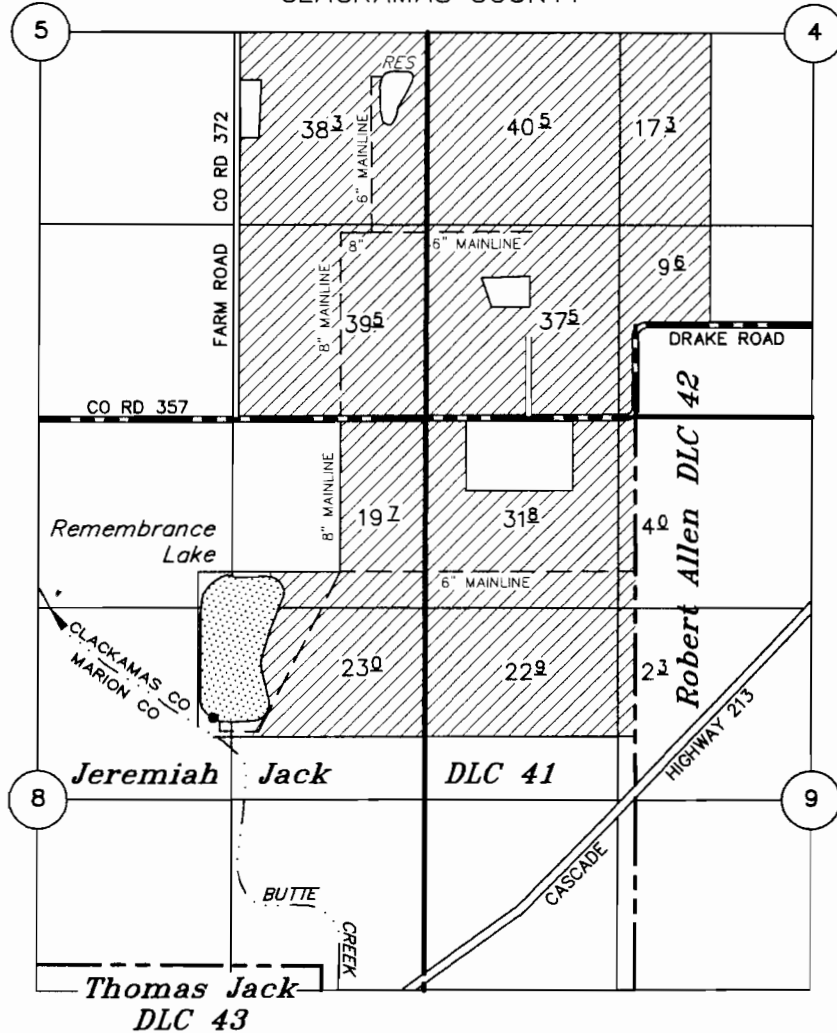 CLACKAMAS COUNTY
5
4
RES
CO RD 372
38 3
40 5
17 3
6" MAINLINE
8"
6" MAINLINE
FARM ROAD
8" MAINLINE
39 5
37 5
9 6
DRAKE ROAD
CO RD 357
Robert Allen DLC 42
8" MAINLINE
19 7
31 8
4 0
Remembrance
Lake
6" MAINLINE
CLACKAMAS CO
MARION CO
23 0
22 9
2 3
HIGHWAY 213
Jeremiah Jack DLC 41
8
9
CASCADE
BUTTE
CREEK
Thomas Jack
DLC 43